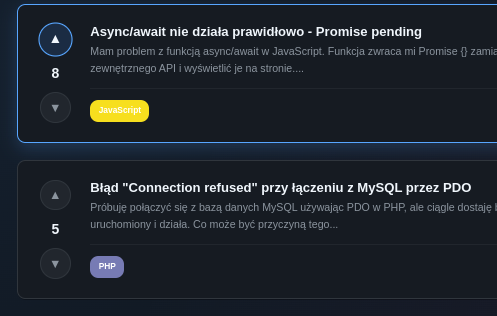 Async/await nie działa prawidłowo - Promise pending
Mam problem z funkcją async/await w JavaScript. Funkcja zwraca mi Promise {}
8
zewnętrznego API i wyświetlić je na stronie....
JavaScript
Błąd "Connection refused" przy łączeniu z MySQL przez PDO
Próbuję połączyć się z bazą danych MySQL używając PDO w PHP, ale ciągle dostaję
5
uruchomiony i działa. Co może być przyczyną tego...
PHP